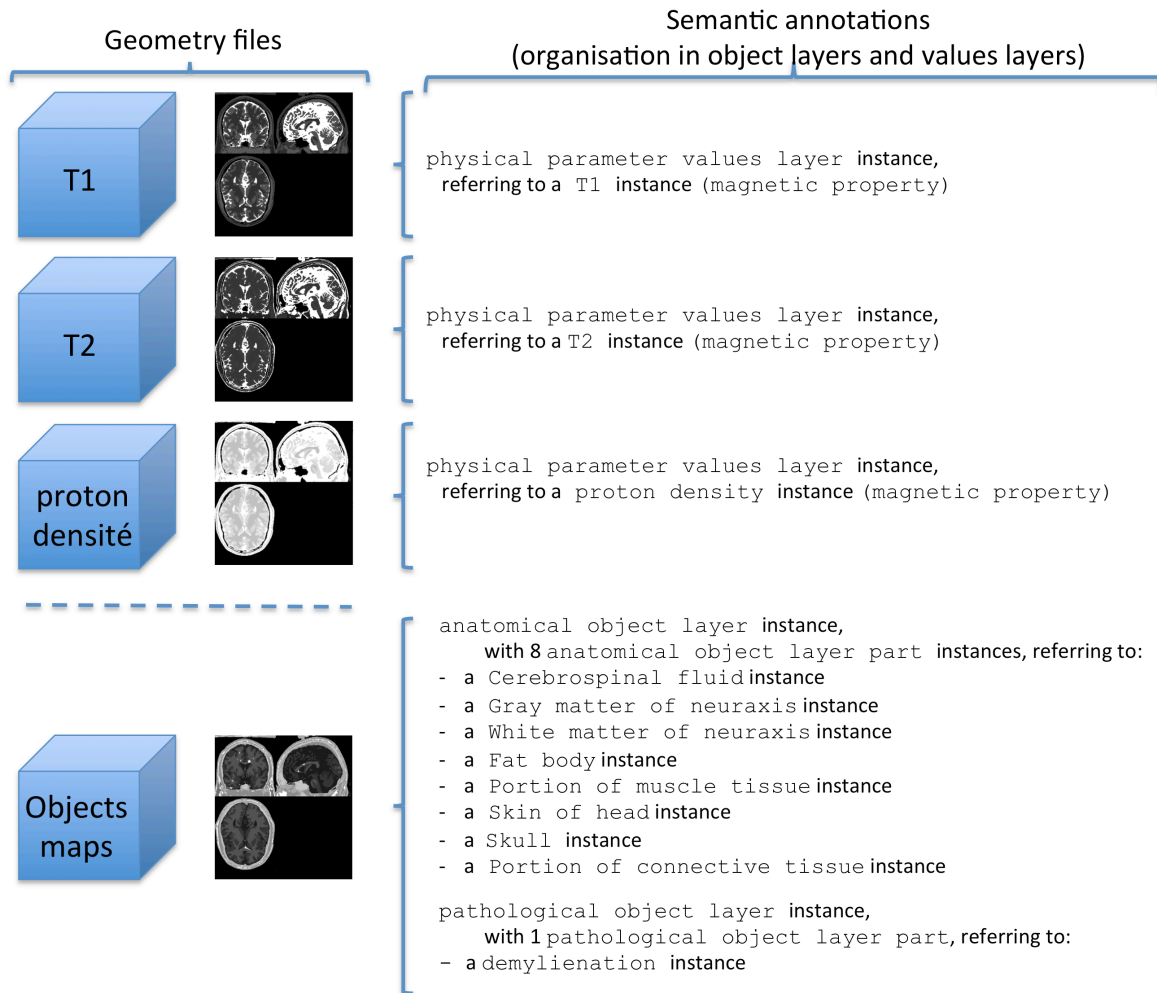 Geometry files
Semantic annotations
(organisation in object layers and values layers)
T1
physical parameter values layer instance,
referring to a T1 instance (magnetic property)
T2
physical parameter values layer instance,
referring to a T2 instance (magnetic property)
proton
densité
physical parameter values layer instance,
referring to a proton density instance (magnetic property)
Objects
maps
anatomical object layer instance,
with 8 anatomical object layer part instances, referring to:
- a Cerebrospinal fluid instance
- a Gray matter of neuraxis instance
- a White matter of neuraxis instance
- a Fat body instance
- a Portion of muscle tissue instance
- a Skin of head instance
- a Skull instance
- a Portion of connective tissue instance
pathological object layer instance,
with 1 pathological object layer part, referring to:
– a demylienation instance